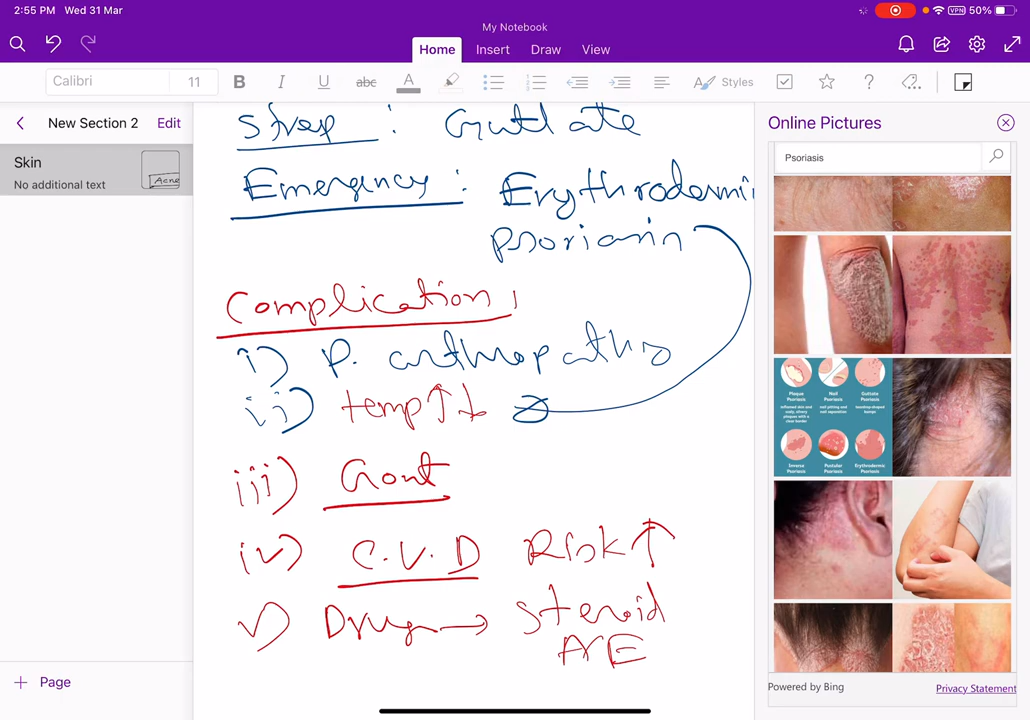 2:55 PM Wed 31 Mar
VPN 50%
My Notebook
Home Insert Draw View
Calibri 11 B I U abc A Styles
New Section 2 Edit
Skin
No additional text
Acne
Page
Strep : Guttate
Emergency : Erythrodermi
psoriasis
Complication :
i) P. arthropathy
ii) temp ↑↓
iii) Gout
iv) C.V.D Risk ↑
v) Drug → Steroid
A/E
Online Pictures
Psoriasis
Plaque Psoriasis
Nail Psoriasis
Guttate Psoriasis
Inverse Psoriasis
Pustular Psoriasis
Erythrodermic Psoriasis
Powered by Bing
Privacy Statement